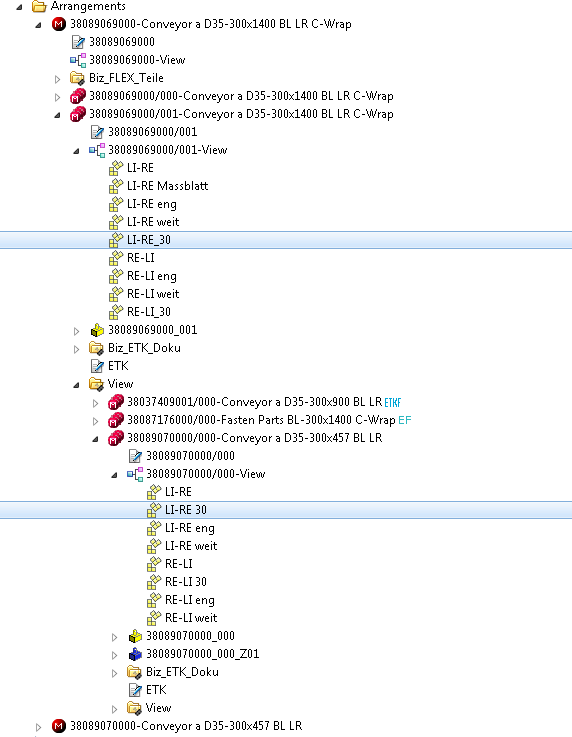 Arrangements
38089069000-Conveyor a D35-300x1400 BL LR C-Wrap
38089069000
38089069000-View
Biz_FLEX_Teile
38089069000/000-Conveyor a D35-300x1400 BL LR C-Wrap
38089069000/001-Conveyor a D35-300x1400 BL LR C-Wrap
38089069000/001
38089069000/001-View
LI-RE
LI-RE Massblatt
LI-RE eng
LI-RE weit
LI-RE_30
RE-LI
RE-LI eng
RE-LI weit
RE-LI_30
38089069000_001
Biz_ETK_Doku
ETK
View
38037409001/000-Conveyor a D35-300x900 BL LR ETKF
38087176000/000-Fasten Parts BL-300x1400 C-Wrap EF
38089070000/000-Conveyor a D35-300x457 BL LR
38089070000/000
38089070000/000-View
LI-RE
LI-RE 30
LI-RE eng
LI-RE weit
RE-LI
RE-LI 30
RE-LI eng
RE-LI weit
38089070000_000
38089070000_000_Z01
Biz_ETK_Doku
ETK
View
38089070000-Conveyor a D35-300x457 BL LR